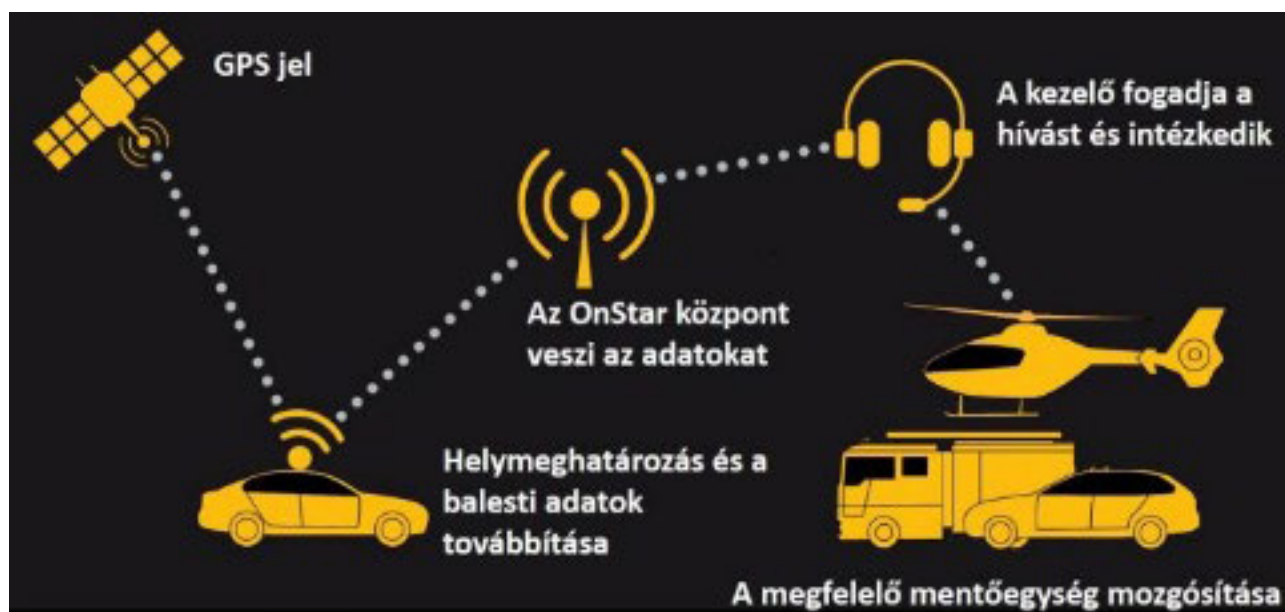 GPS jel
A kezelő fogadja a
hívást és intézkedik
Az OnStar központ
veszi az adatokat
Helymeghatározás és a
balesti adatok
továbbítása
A megfelelő mentőegység mozgósítása